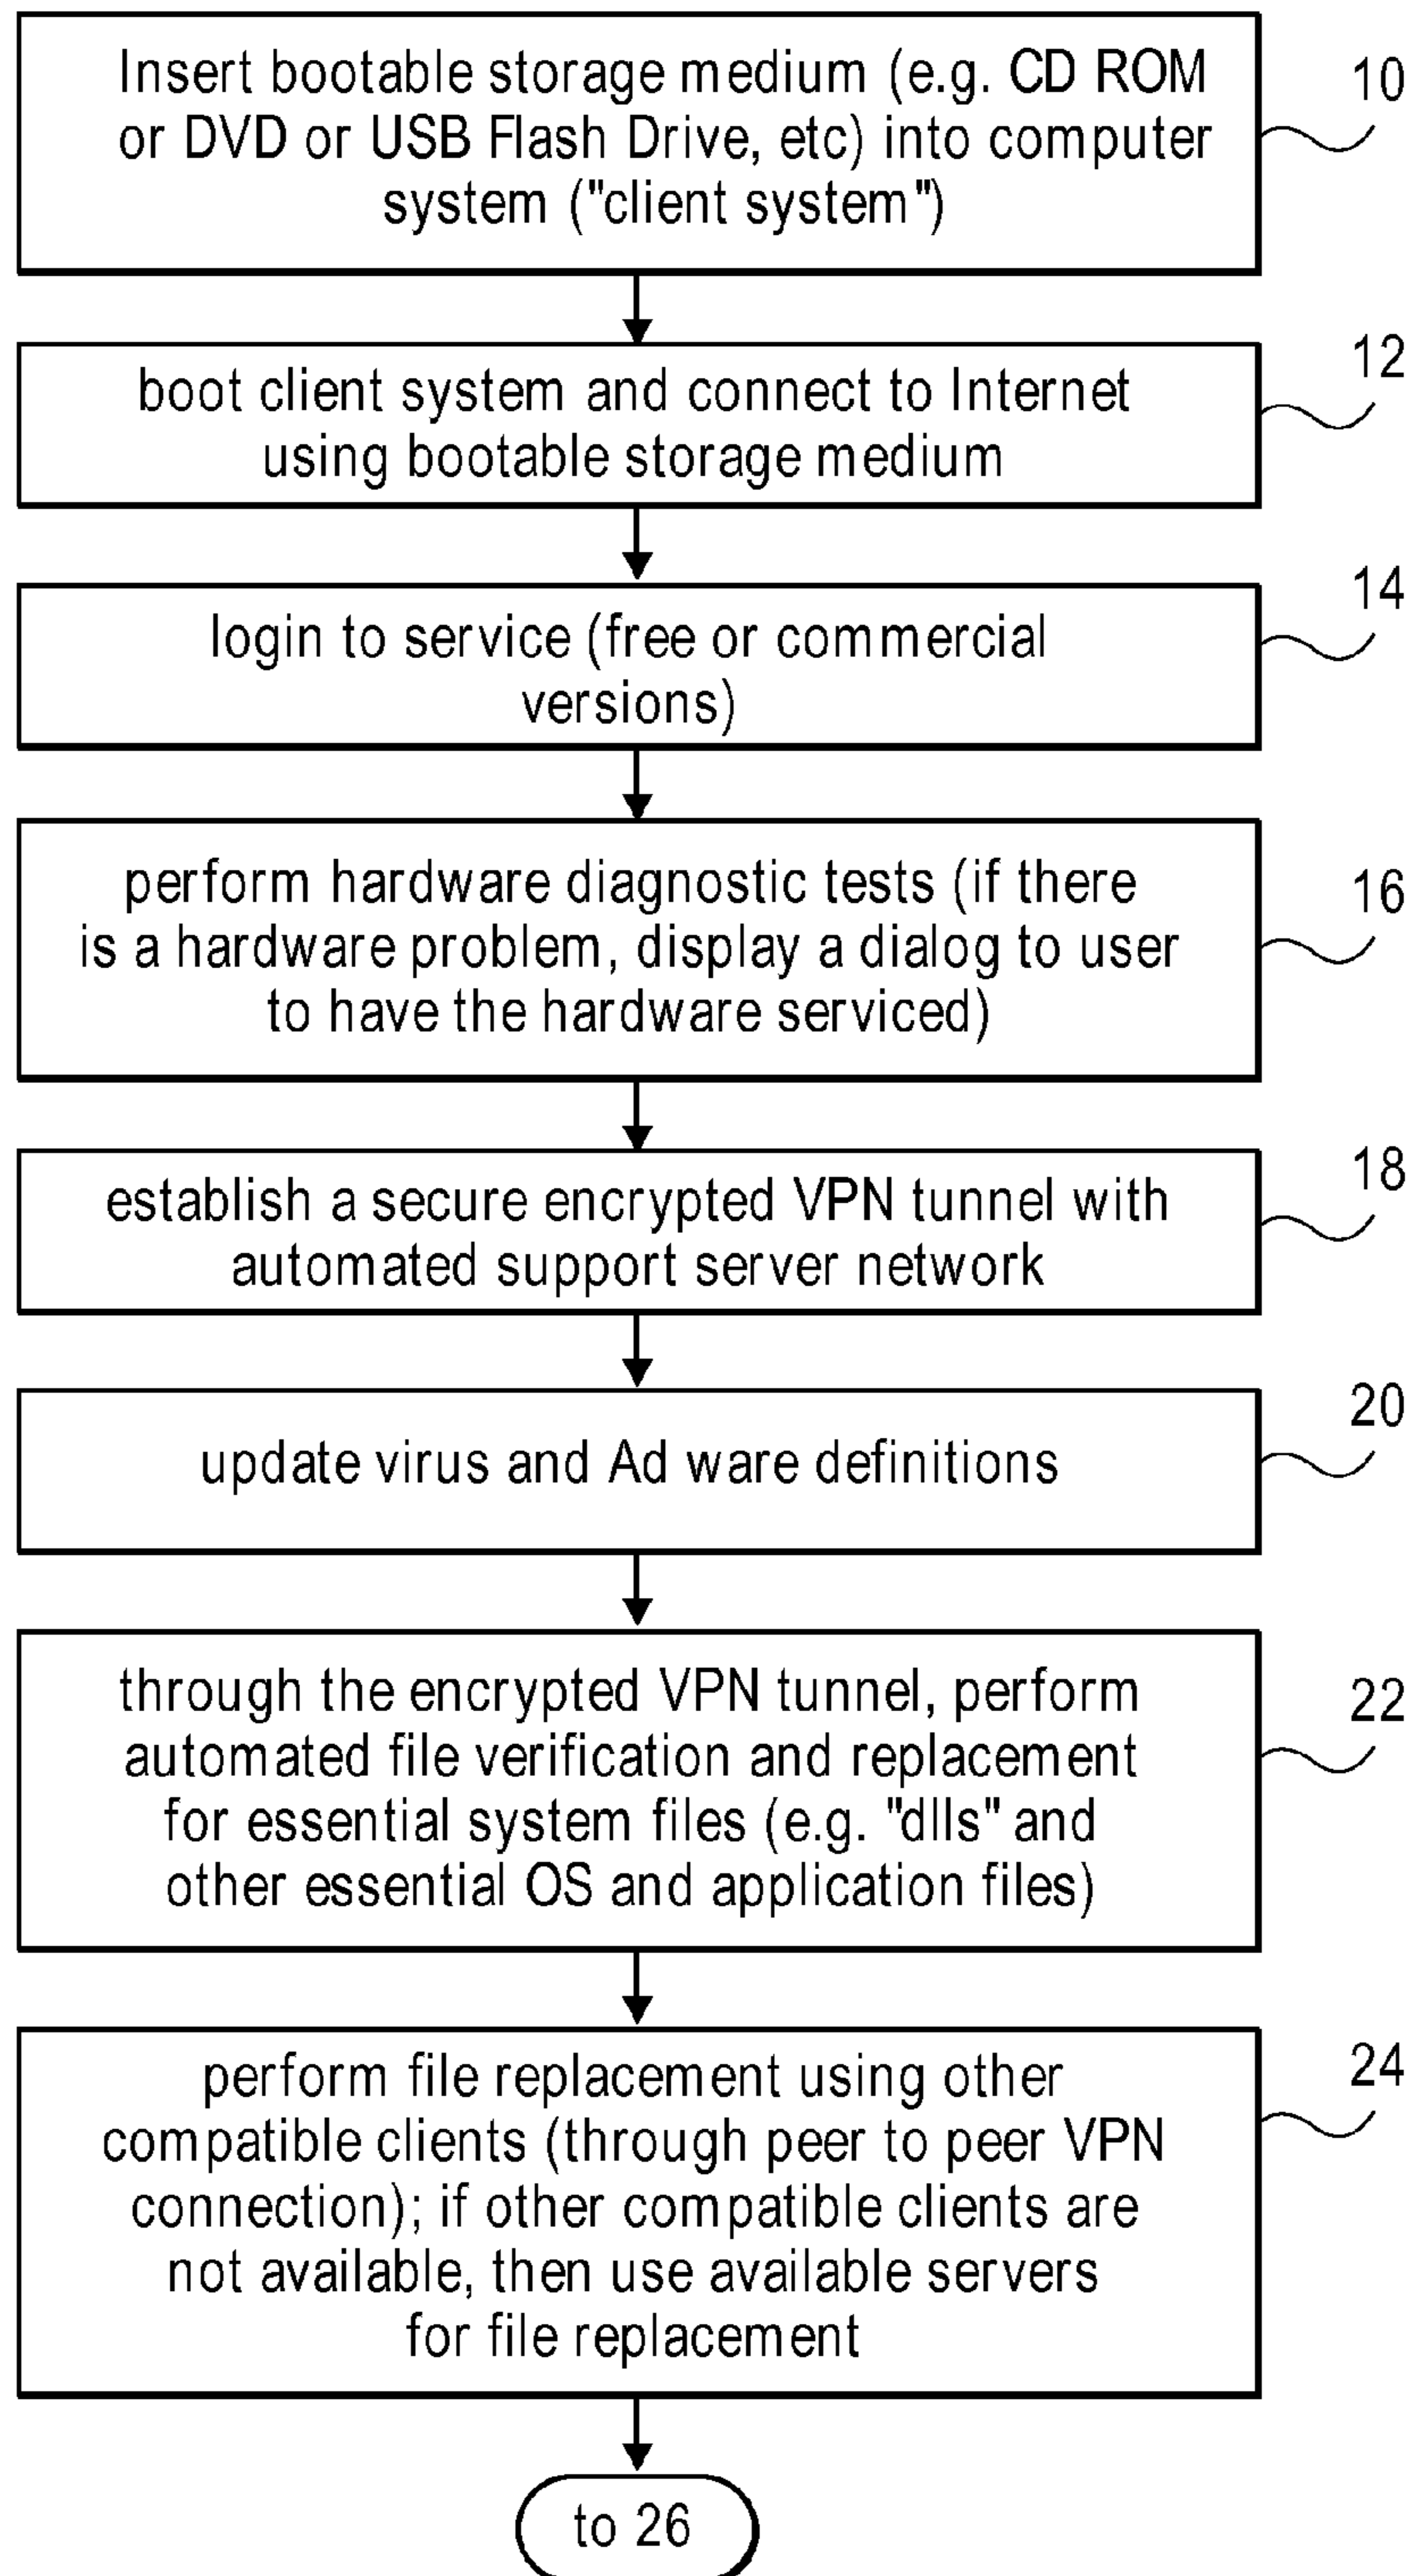 Insert bootable storage medium (e.g. CD ROM
or DVD or USB Flash Drive, etc) into computer
system ("client system")
10
boot client system and connect to Internet
using bootable storage medium
12
login to service (free or commercial
versions)
14
perform hardware diagnostic tests (if there
is a hardware problem, display a dialog to user
to have the hardware serviced)
16
establish a secure encrypted VPN tunnel with
automated support server network
18
update virus and Ad ware definitions
20
through the encrypted VPN tunnel, perform
automated file verification and replacement
for essential system files (e.g. "dlls" and
other essential OS and application files)
22
perform file replacement using other
compatible clients (through peer to peer VPN
connection); if other compatible clients are
not available, then use available servers
for file replacement
24
to 26